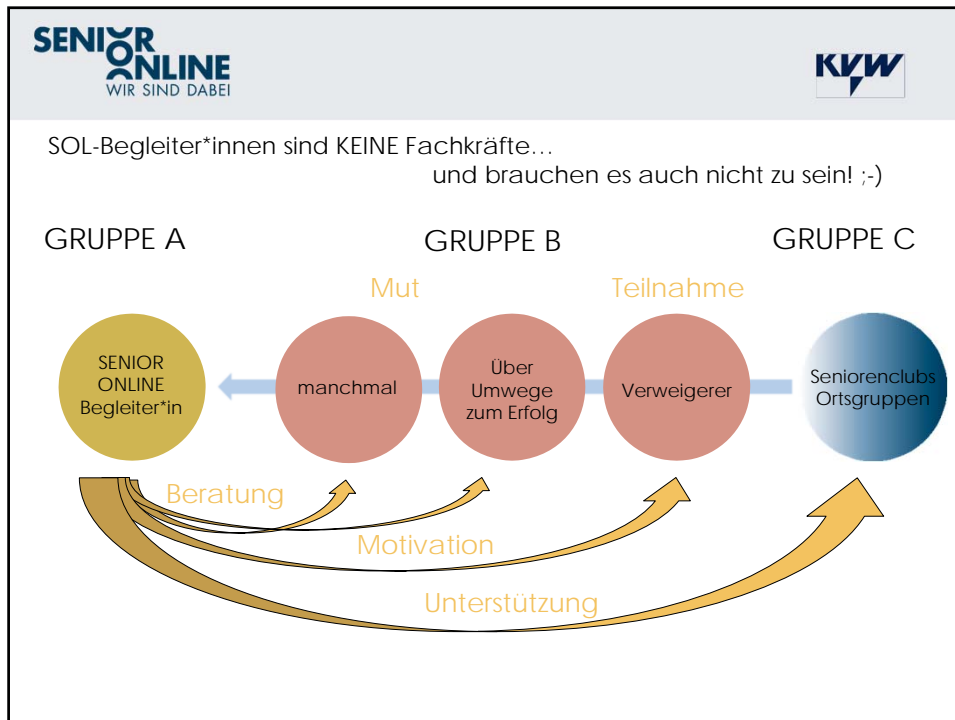 SENIOR
ONLINE
WIR SIND DABEI
KVW
SOL-Begleiter*innen sind KEINE Fachkräfte…
und brauchen es auch nicht zu sein! ;-)
GRUPPE A
GRUPPE B
GRUPPE C
Mut
Teilnahme
SENIOR
ONLINE
Begleiter*in
manchmal
Über
Umwege
zum Erfolg
Verweigerer
Seniorenclubs -
Ortsgruppen
Beratung
Motivation
Unterstützung